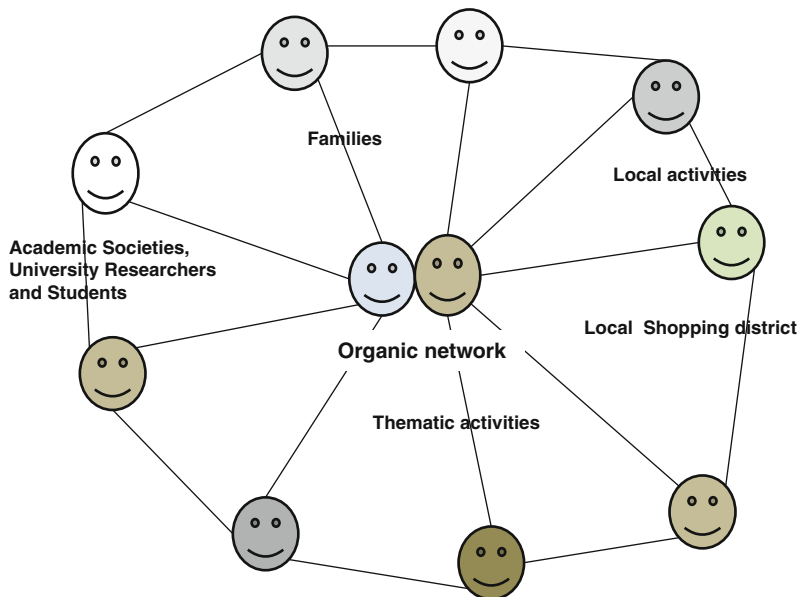 Families
Local activities
Academic Societies,
University Researchers
and Students
Local Shopping district
Organic network
Thematic activities